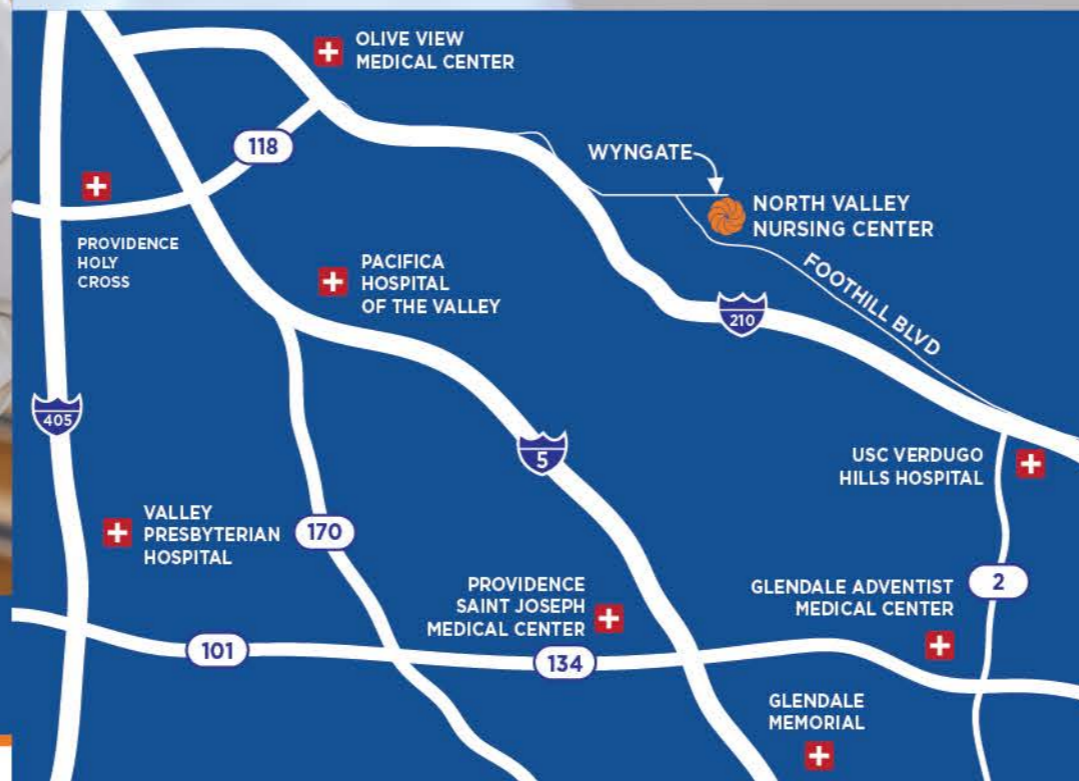 OLIVE VIEW
MEDICAL CENTER
118
WYNGATE
NORTH VALLEY
NURSING CENTER
PROVIDENCE
HOLY
CROSS
PACIFICA
HOSPITAL
OF THE VALLEY
FOOTHILL BLVD
210
405
5
USC VERDUGO
HILLS HOSPITAL
VALLEY
PRESBYTERIAN
HOSPITAL
170
PROVIDENCE
SAINT JOSEPH
MEDICAL CENTER
GLENDALE ADVENTIST
MEDICAL CENTER
2
101
134
GLENDALE
MEMORIAL